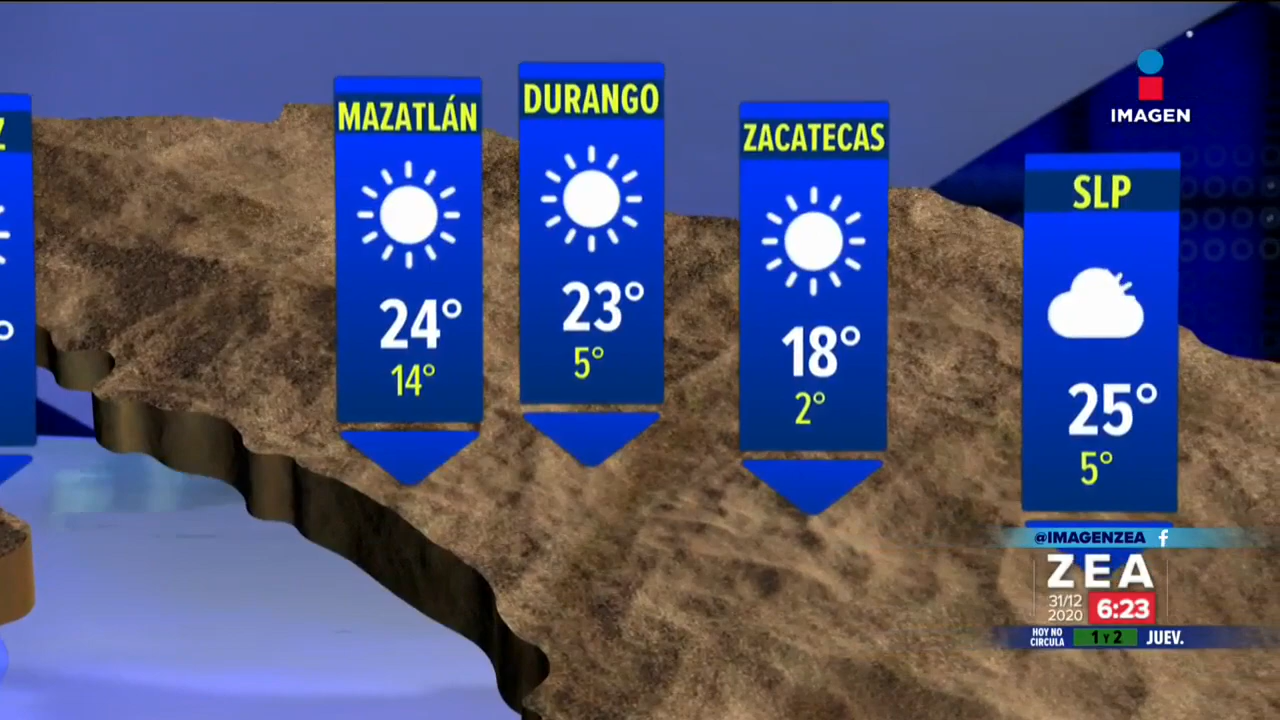 MAZATLÁN
24°
14°
DURANGO
23°
5°
ZACATECAS
18°
2°
SLP
25°
5°
IMAGEN
@IMAGENZEA f
ZEA
31/12
2020
6:23
HOY NO
CIRCULA
1 Y 2
JUEV.